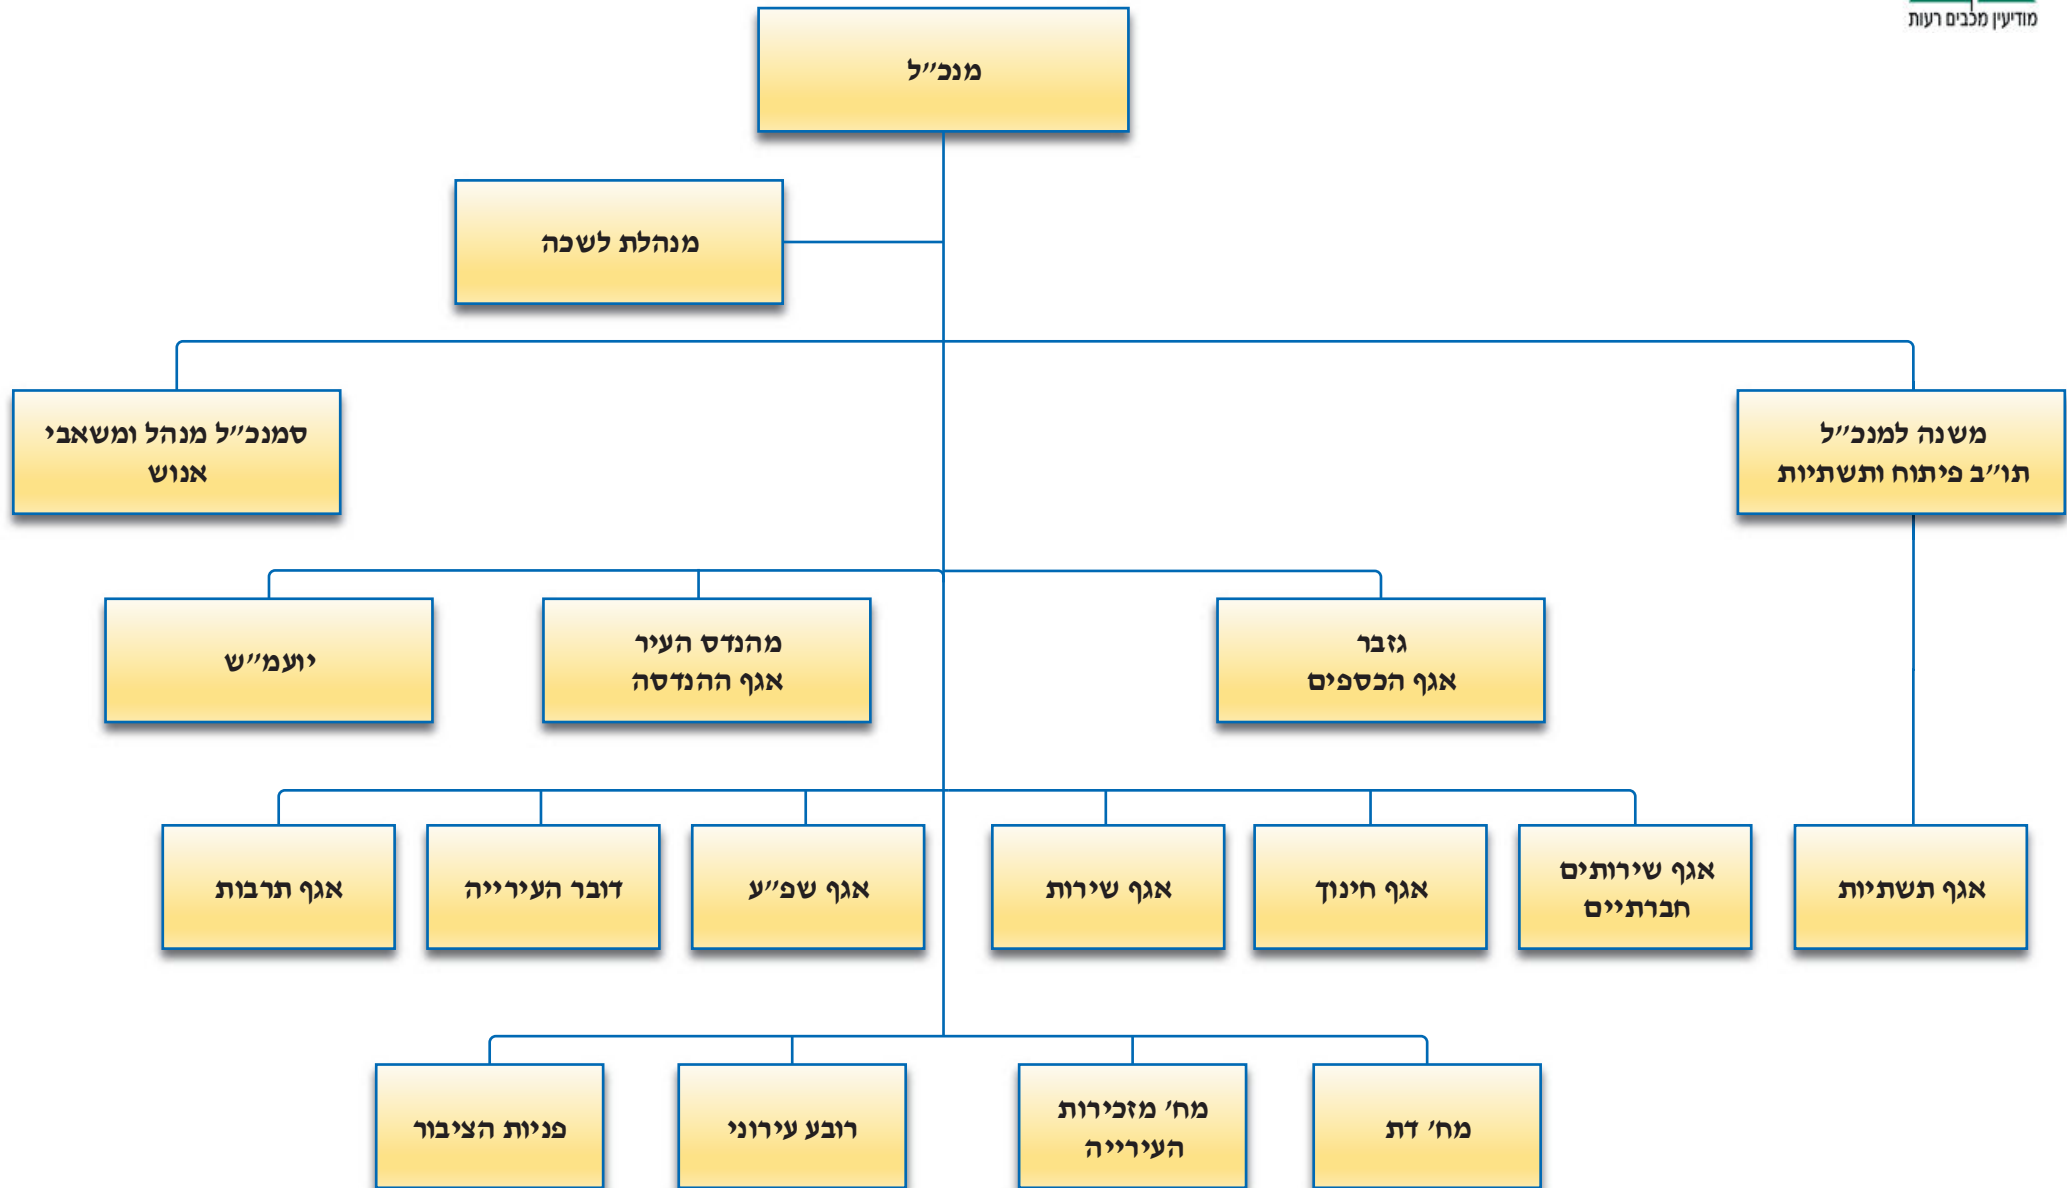 מודיעין מכבים רעות
מנכ״ל
מנהלת לשכה
משנה למנכ״ל
תו״ב פיתוח ותשתיות
סמנכ״ל מנהל ומשאבי
אנוש
גזבר
אגף הכספים
מהנדס העיר
אגף ההנדסה
יועמ״ש
אגף תשתיות
אגף שירותים
חברתיים
אגף חינוך
אגף שירות
אגף שפ״ע
דובר העירייה
אגף תרבות
מח׳ דת
מח׳ מזכירות
העירייה
רובע עירוני
פניות הציבור